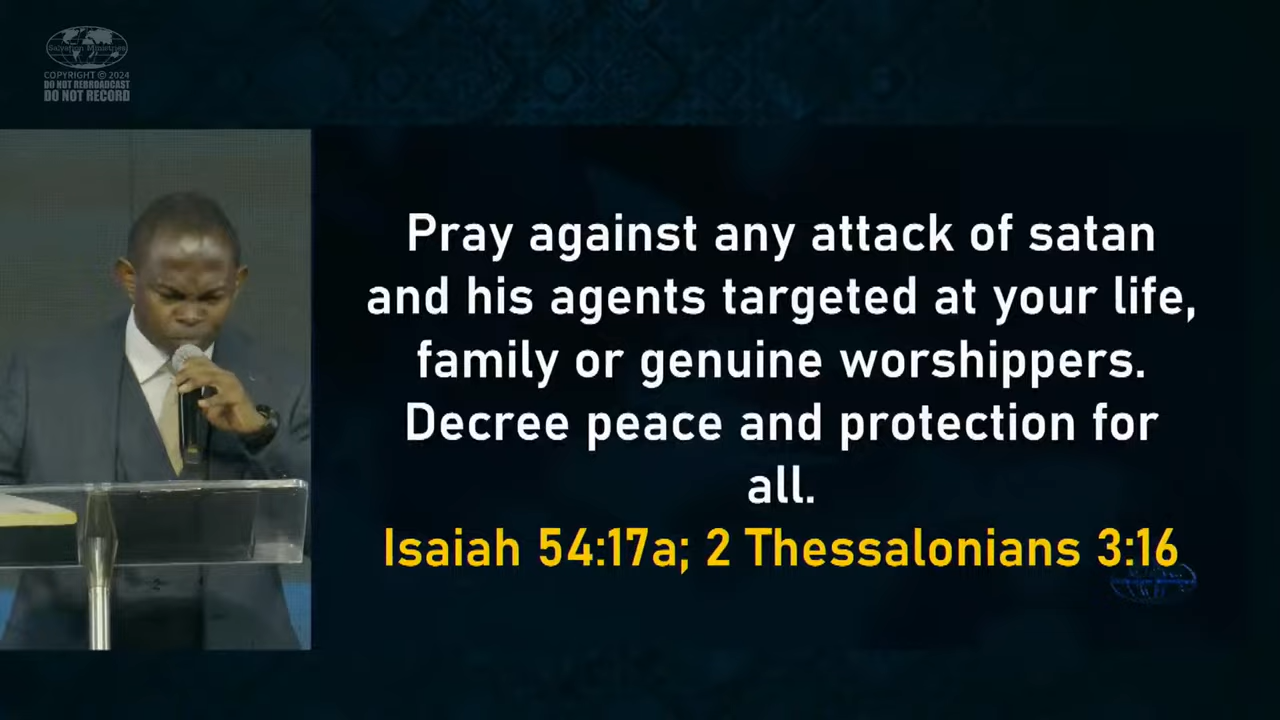 Salvation Ministries
COPYRIGHT © 2024
DO NOT REBROADCAST
DO NOT RECORD
Pray against any attack of satan
and his agents targeted at your life,
family or genuine worshippers.
Decree peace and protection for
all.
Isaiah 54:17a; 2 Thessalonians 3:16